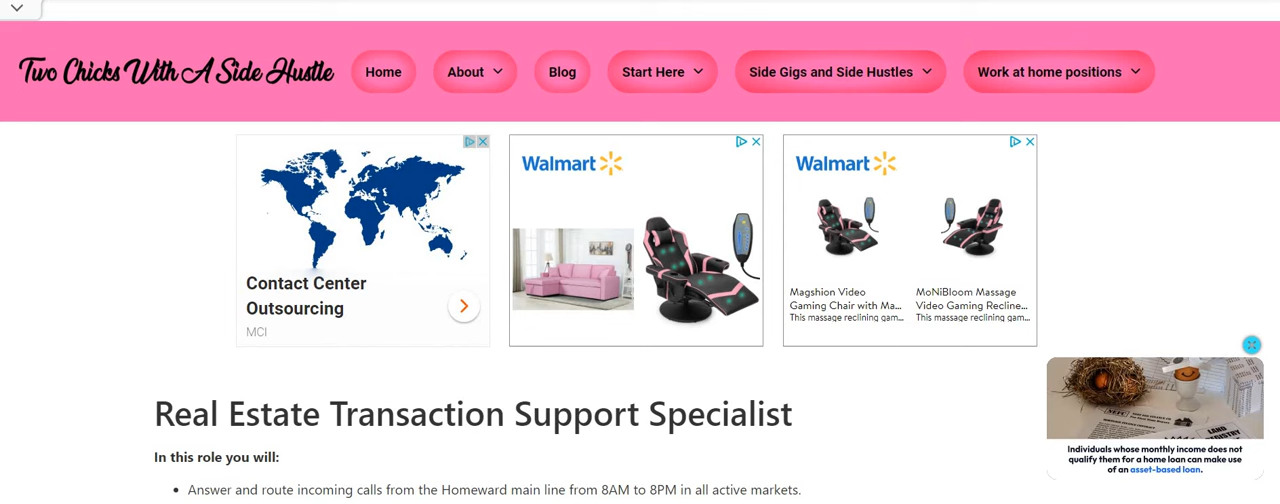 Two Chicks With A Side Hustle
Home
About
Blog
Start Here
Side Gigs and Side Hustles
Work at home positions
Contact Center
Outsourcing
MCI
Walmart
Walmart
Magshion Video
Gaming Chair with Ma...
This massage reclining gam...
MoNiBloom Massage
Video Gaming Recline...
This massage reclining gam...
LAND
REGISTRY
Individuals whose monthly income does not
qualify them for a home loan can make use
of an asset-based loan.
Real Estate Transaction Support Specialist
In this role you will:
• Answer and route incoming calls from the Homeward main line from 8AM to 8PM in all active markets.